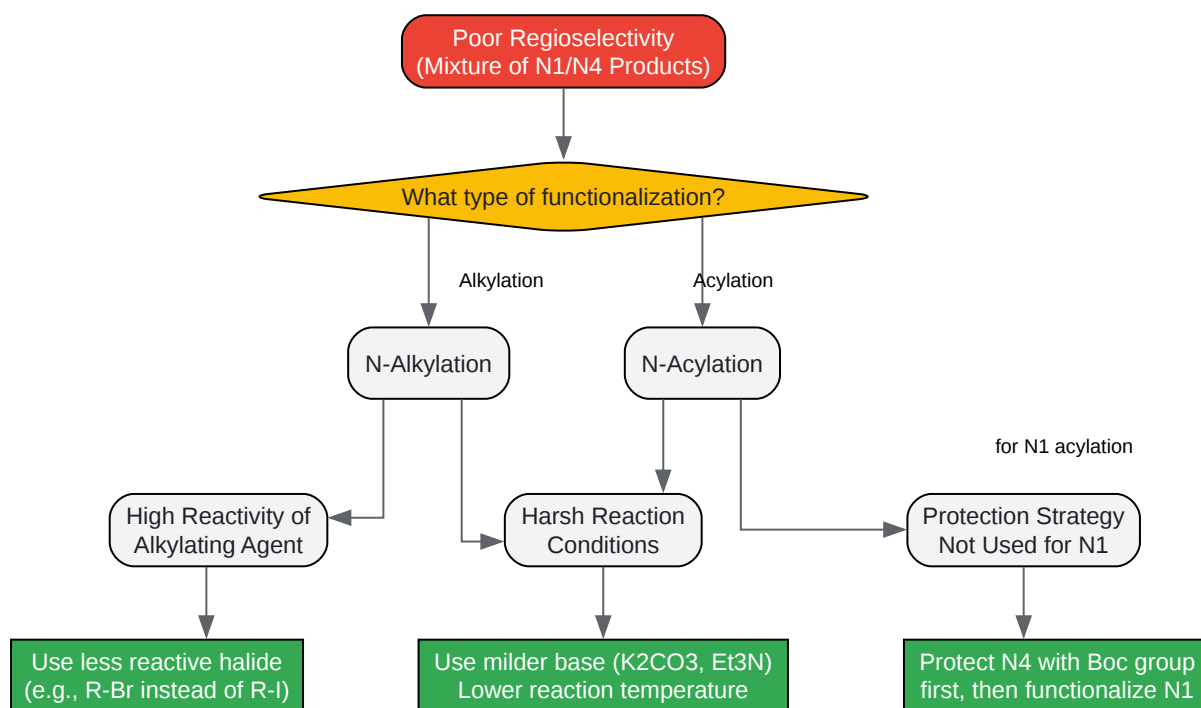 Poor Regioselectivity
(Mixture of N1/N4 Products)
What type of functionalization?
Alkylation
Acylation
N-Alkylation
N-Acylation
for N1 acylation
High Reactivity of
Alkylating Agent
Harsh Reaction
Conditions
Protection Strategy
Not Used for N1
Use less reactive halide
(e.g., R-Br instead of R-I)
Use milder base (K2CO3, Et3N)
Lower reaction temperature
Protect N4 with Boc group
first, then functionalize N1